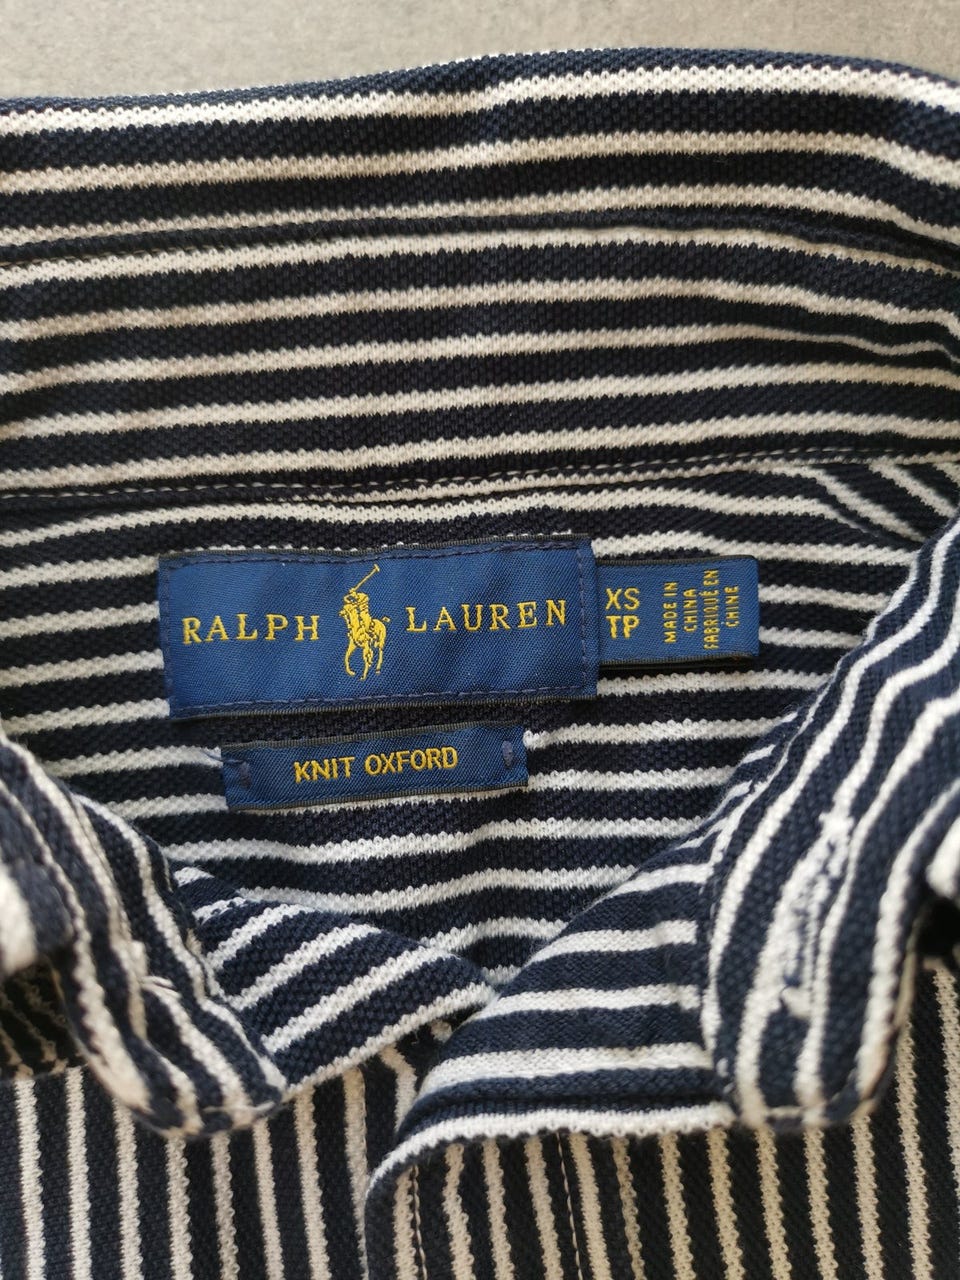 RALPH LAUREN
XS
TP
MADE IN
CHINA
FABRIQUÉ EN
CHINE
KNIT OXFORD